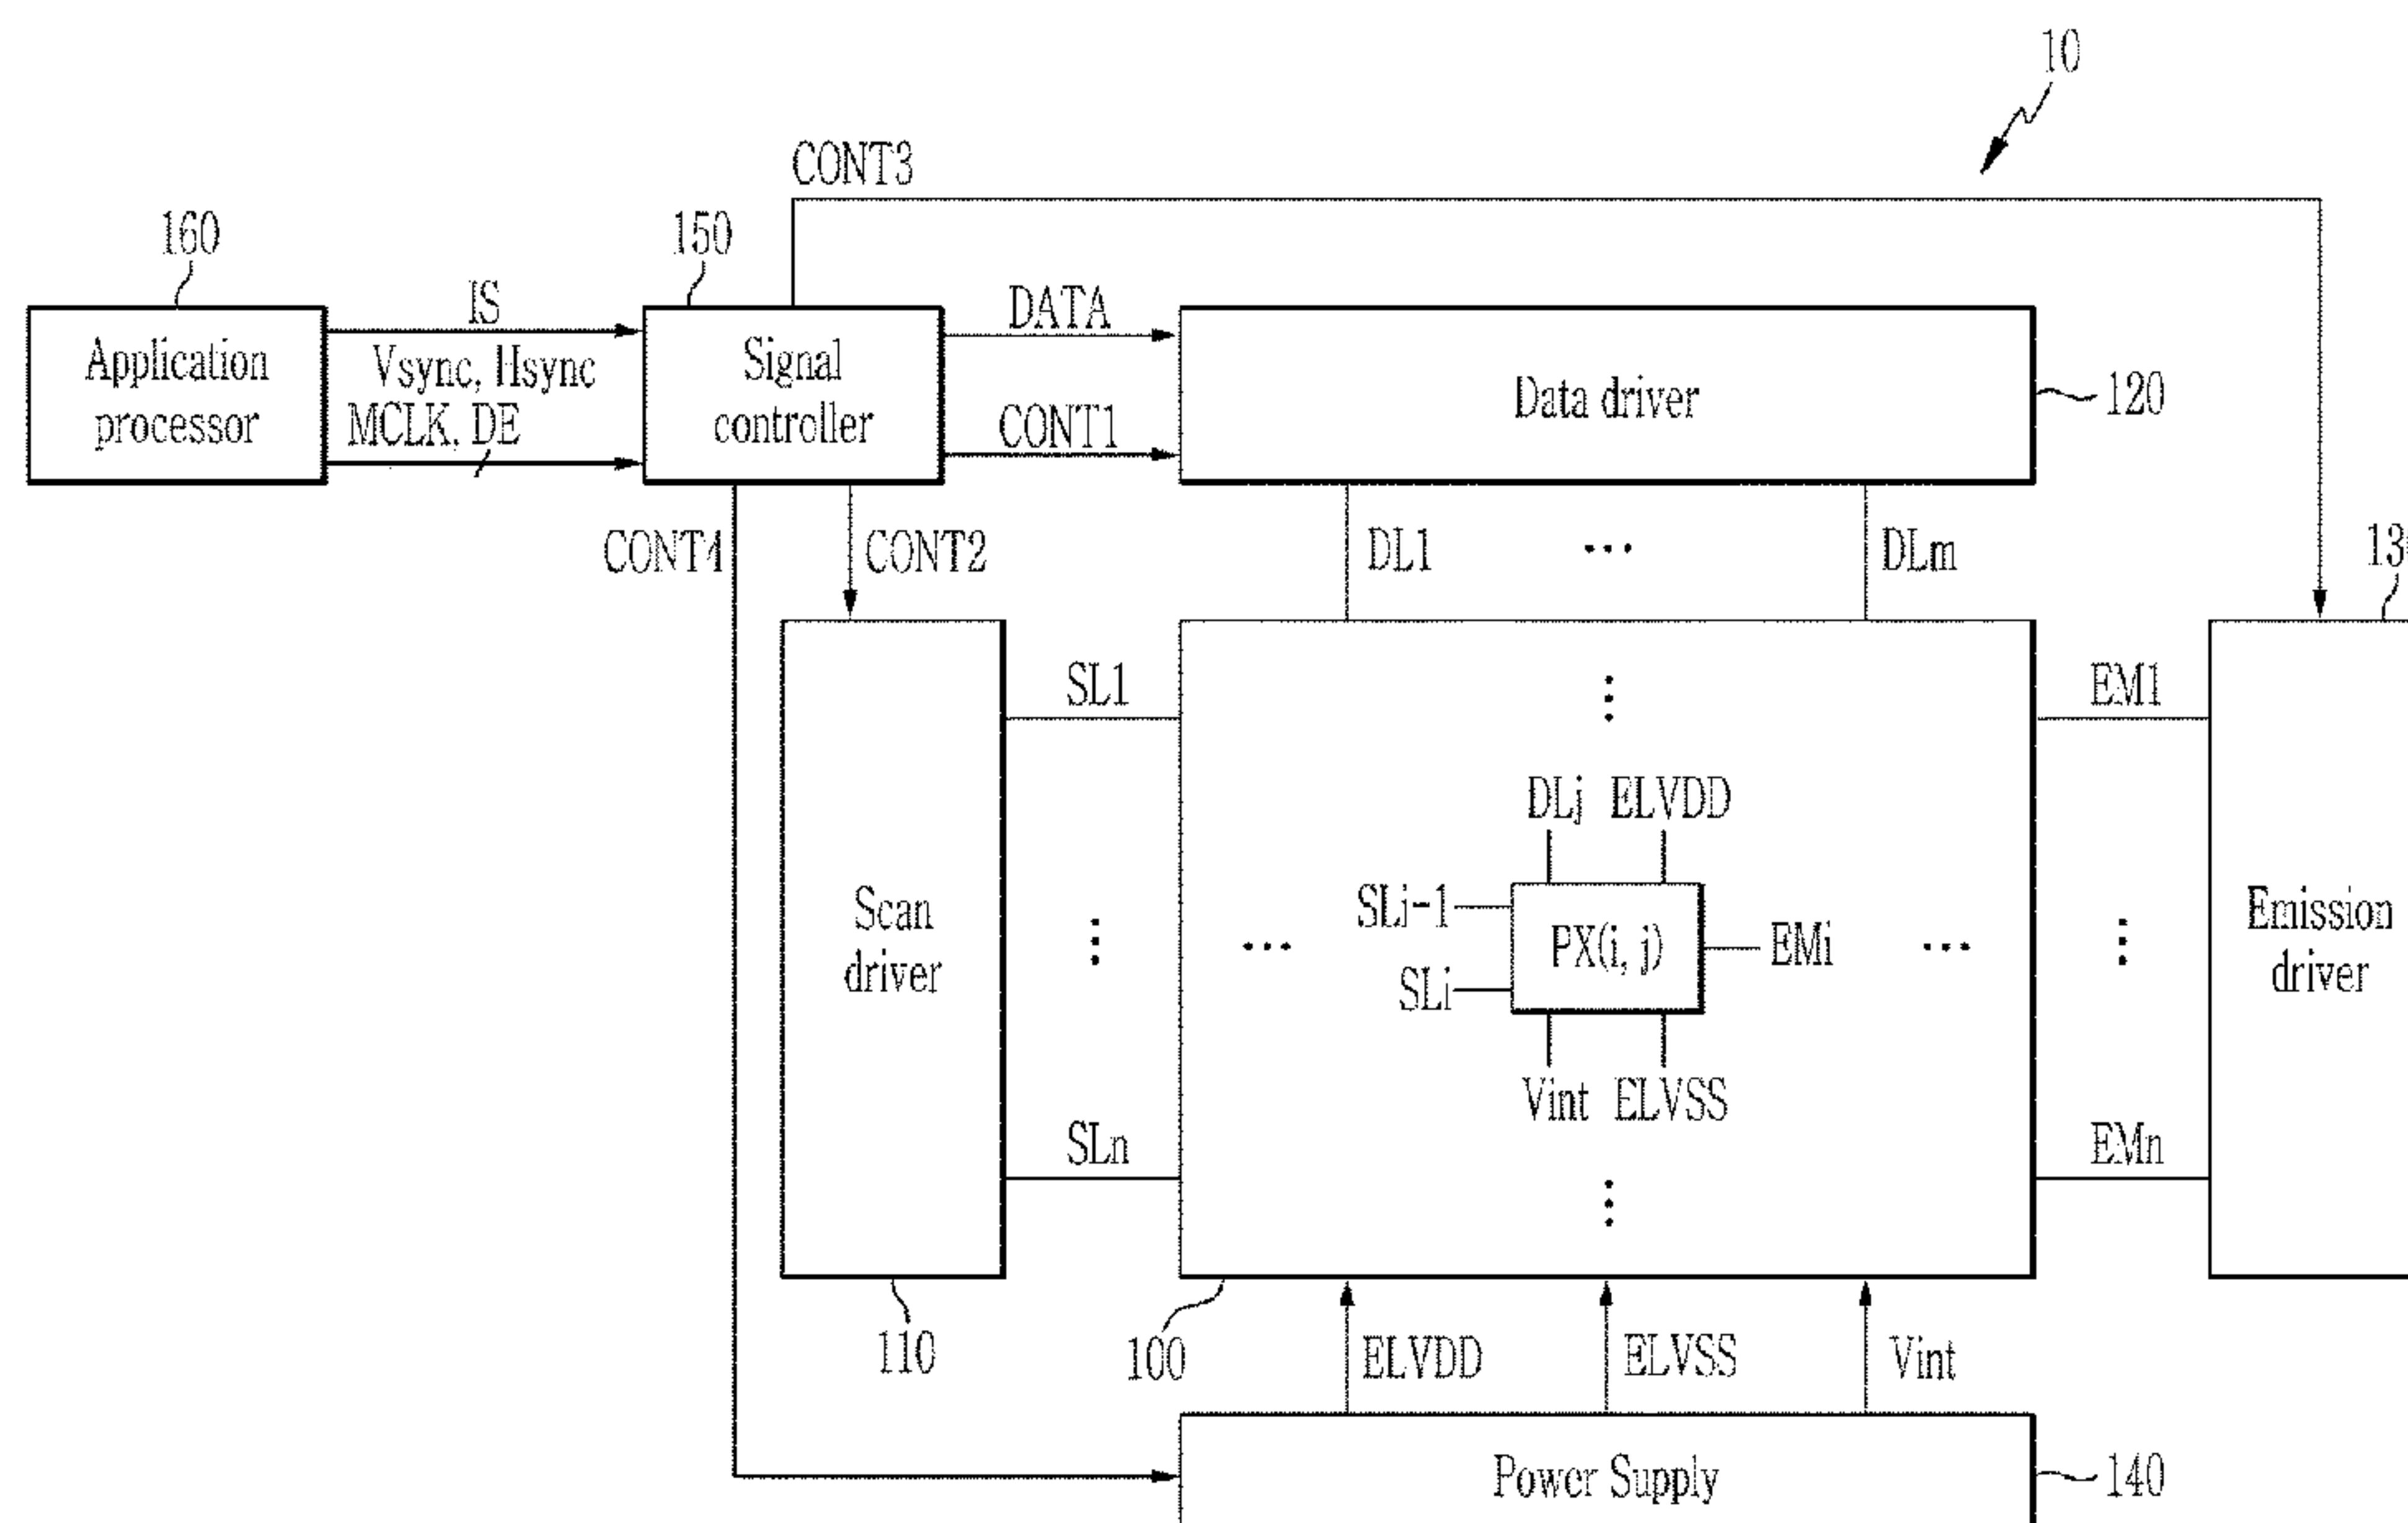 10
CONT3
160
150
IS
DATA
Application
processor
Vsync, Hsync
MCLK, DE
Signal
controller
CONT1
Data driver
120
CONT4
CONT2
DL1
...
DLm
13
SL1
EM1
DLj ELVDD
Scan
driver
SLi-1
SLi
PX(i, j)
EMi
...
...
Emission
driver
Vint ELVSS
SLn
EMn
110
100
ELVDD
ELVSS
Vint
Power Supply
140